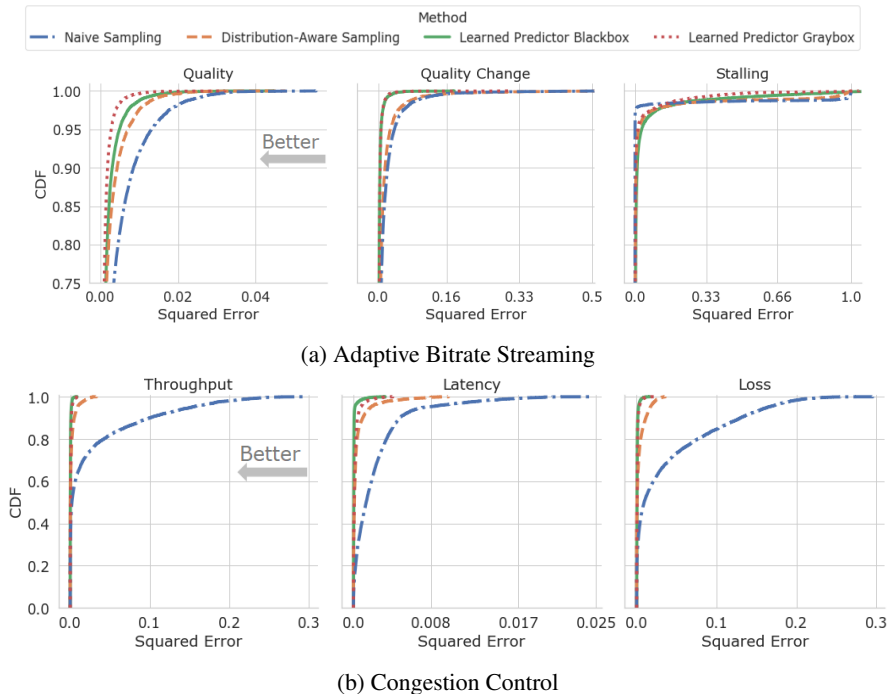 Method
Naive Sampling Distribution-Aware Sampling Learned Predictor Blackbox Learned Predictor Graybox
Quality Quality Change Stalling
1.00
0.95
0.90
0.85
0.80
0.75
CDF
Better
0.00 0.02 0.04
0.0 0.16 0.33 0.5
0.0 0.33 0.66 1.0
Squared Error Squared Error Squared Error
(a) Adaptive Bitrate Streaming
Throughput Latency Loss
1.0
0.8
0.6
0.4
0.2
0.0
CDF
Better
0.0 0.1 0.2 0.3
0.0 0.008 0.017 0.025
0.0 0.1 0.2 0.3
Squared Error Squared Error Squared Error
(b) Congestion Control